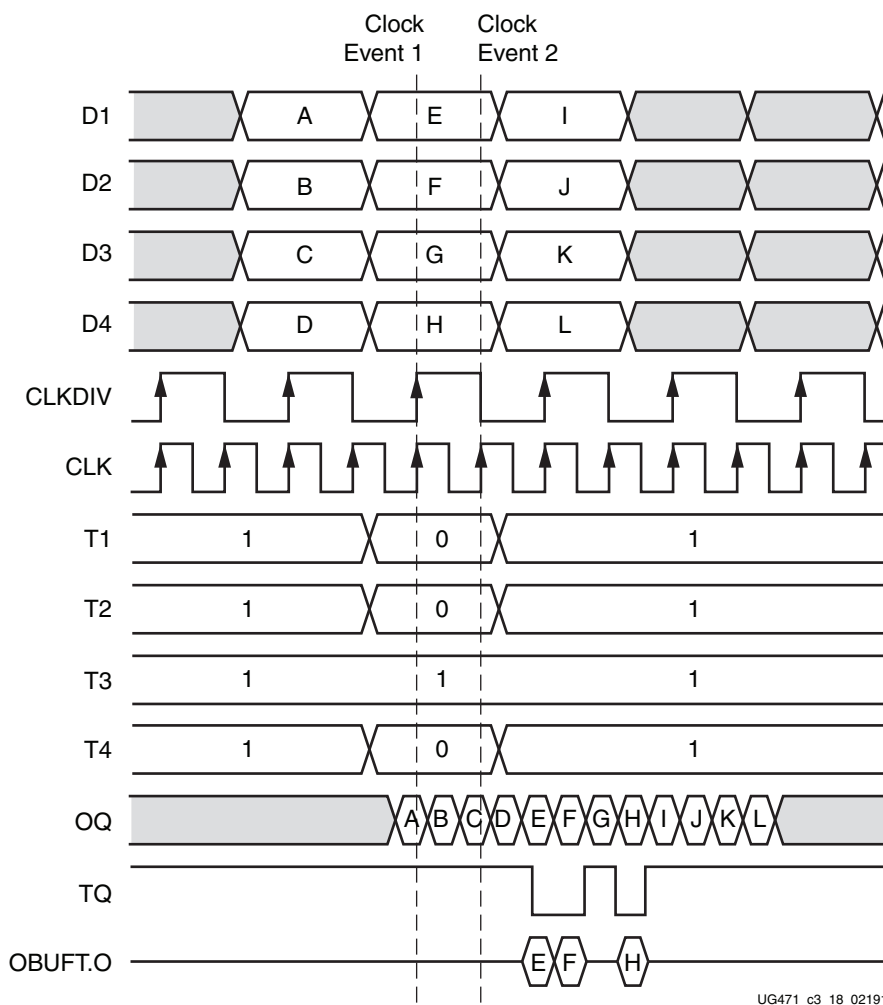 Clock Event 1
Clock Event 2
D1 A E I
D2 B F J
D3 C G K
D4 D H L
CLKDIV
CLK
T1 1 0 1
T2 1 0 1
T3 1 1 1
T4 1 0 1
OQ A B C D E F G H I J K L
TQ
OBUFT.O E F H
UG471_c3_18_02191